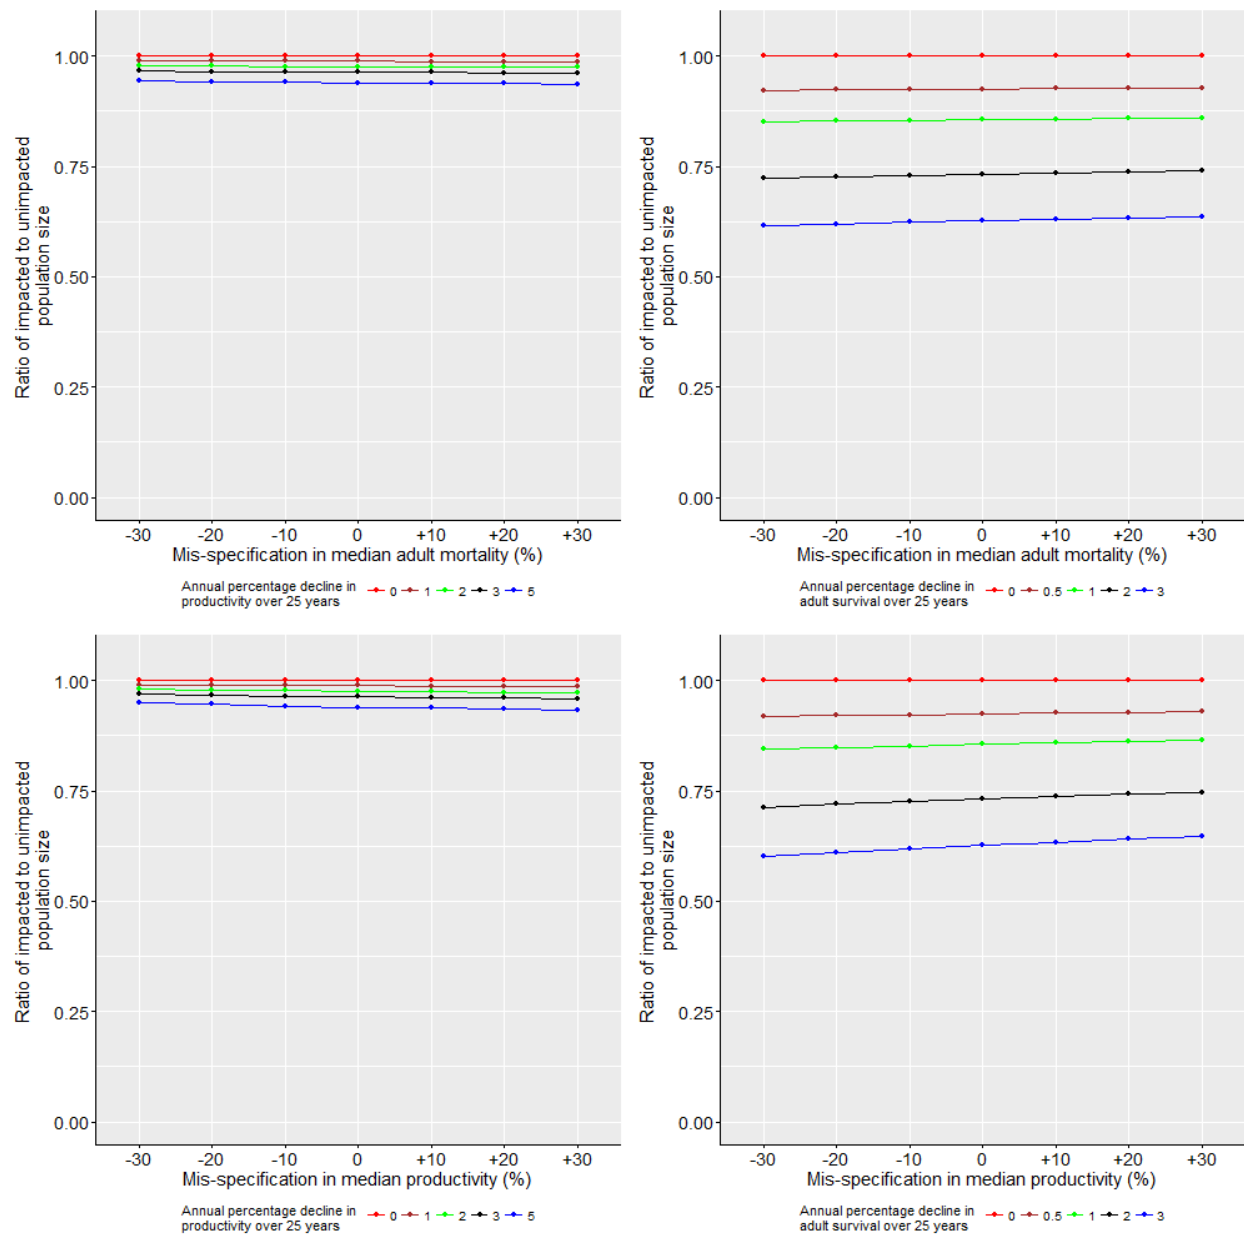 Ratio of impacted to unimpacted
population size
1.00
0.75
0.50
0.25
0.00
-30 -20 -10 0 +10 +20 +30
Mis-specification in median adult mortality (%)
Annual percentage decline in
productivity over 25 years
0 1 2 3 5
Ratio of impacted to unimpacted
population size
1.00
0.75
0.50
0.25
0.00
-30 -20 -10 0 +10 +20 +30
Mis-specification in median adult mortality (%)
Annual percentage decline in
adult survival over 25 years
0 0.5 1 2 3
Ratio of impacted to unimpacted
population size
1.00
0.75
0.50
0.25
0.00
-30 -20 -10 0 +10 +20 +30
Mis-specification in median productivity (%)
Annual percentage decline in
productivity over 25 years
0 1 2 3 5
Ratio of impacted to unimpacted
population size
1.00
0.75
0.50
0.25
0.00
-30 -20 -10 0 +10 +20 +30
Mis-specification in median productivity (%)
Annual percentage decline in
adult survival over 25 years
0 0.5 1 2 3